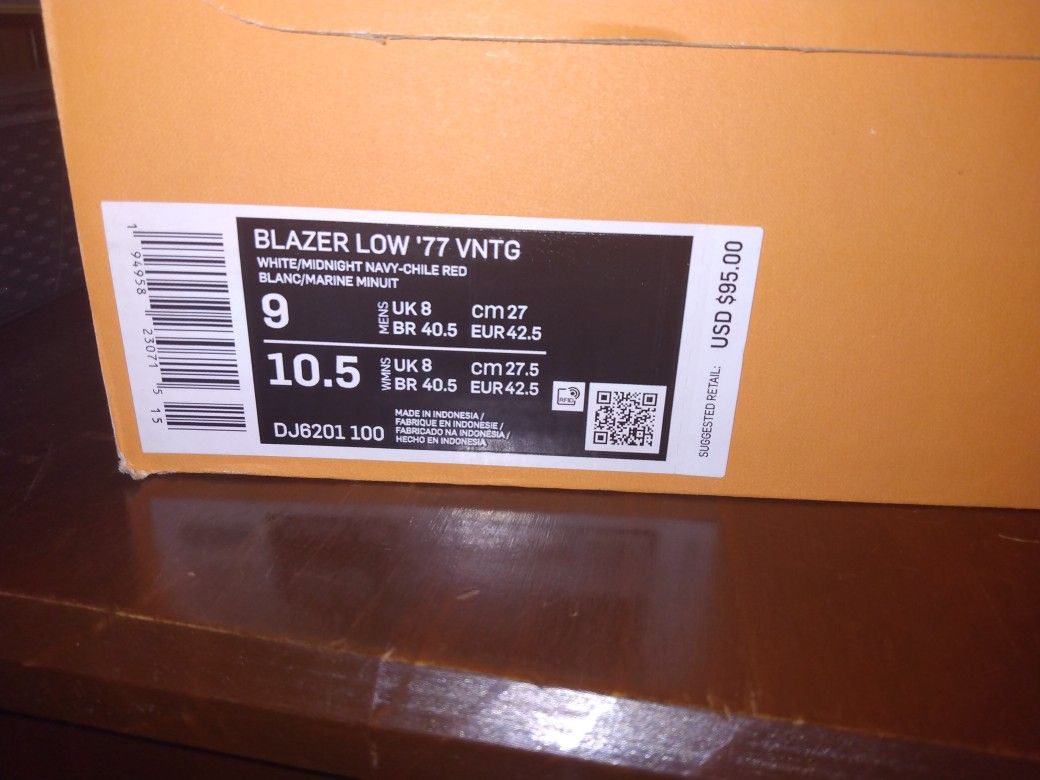 BLAZER LOW '77 VNTG
WHITE/MIDNIGHT NAVY-CHILE RED
BLANC/MARINE MINUIT
9 MENS UK 8 cm 27
BR 40.5 EUR 42.5
10.5 WMNS UK 8 cm 27.5
BR 40.5 EUR 42.5
RFID
DJ6201 100
MADE IN INDONESIA /
FABRIQUE EN INDONESIE /
FABRICADO NA INDONÉSIA /
HECHO EN INDONESIA
1 94958 23071 5 15
SUGGESTED RETAIL: USD $95.00